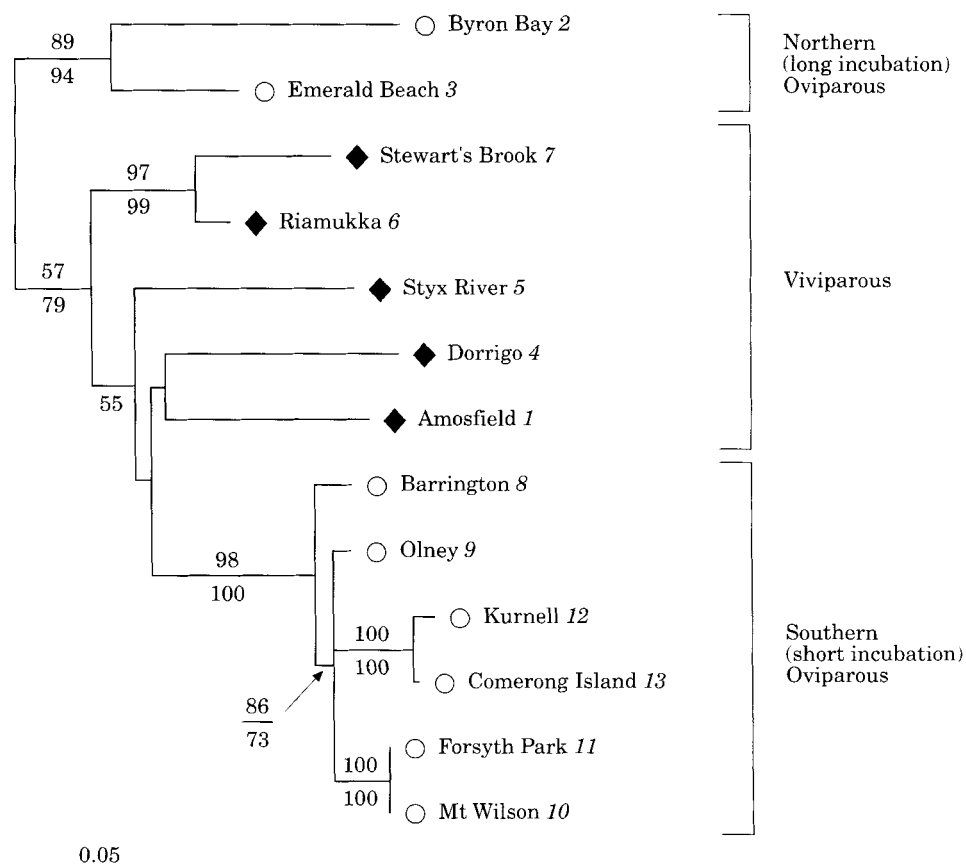 89
94
Byron Bay 2
Emerald Beach 3
Northern
(long incubation)
Oviparous
97
99
Stewart's Brook 7
Riamukka 6
57
79
Styx River 5
Viviparous
Dorrigo 4
55
Amosfield 1
Barrington 8
98
100
Olney 9
Kurnell 12
100
100
Comerong Island 13
Southern
(short incubation)
Oviparous
86
73
Forsyth Park 11
100
100
Mt Wilson 10
0.05